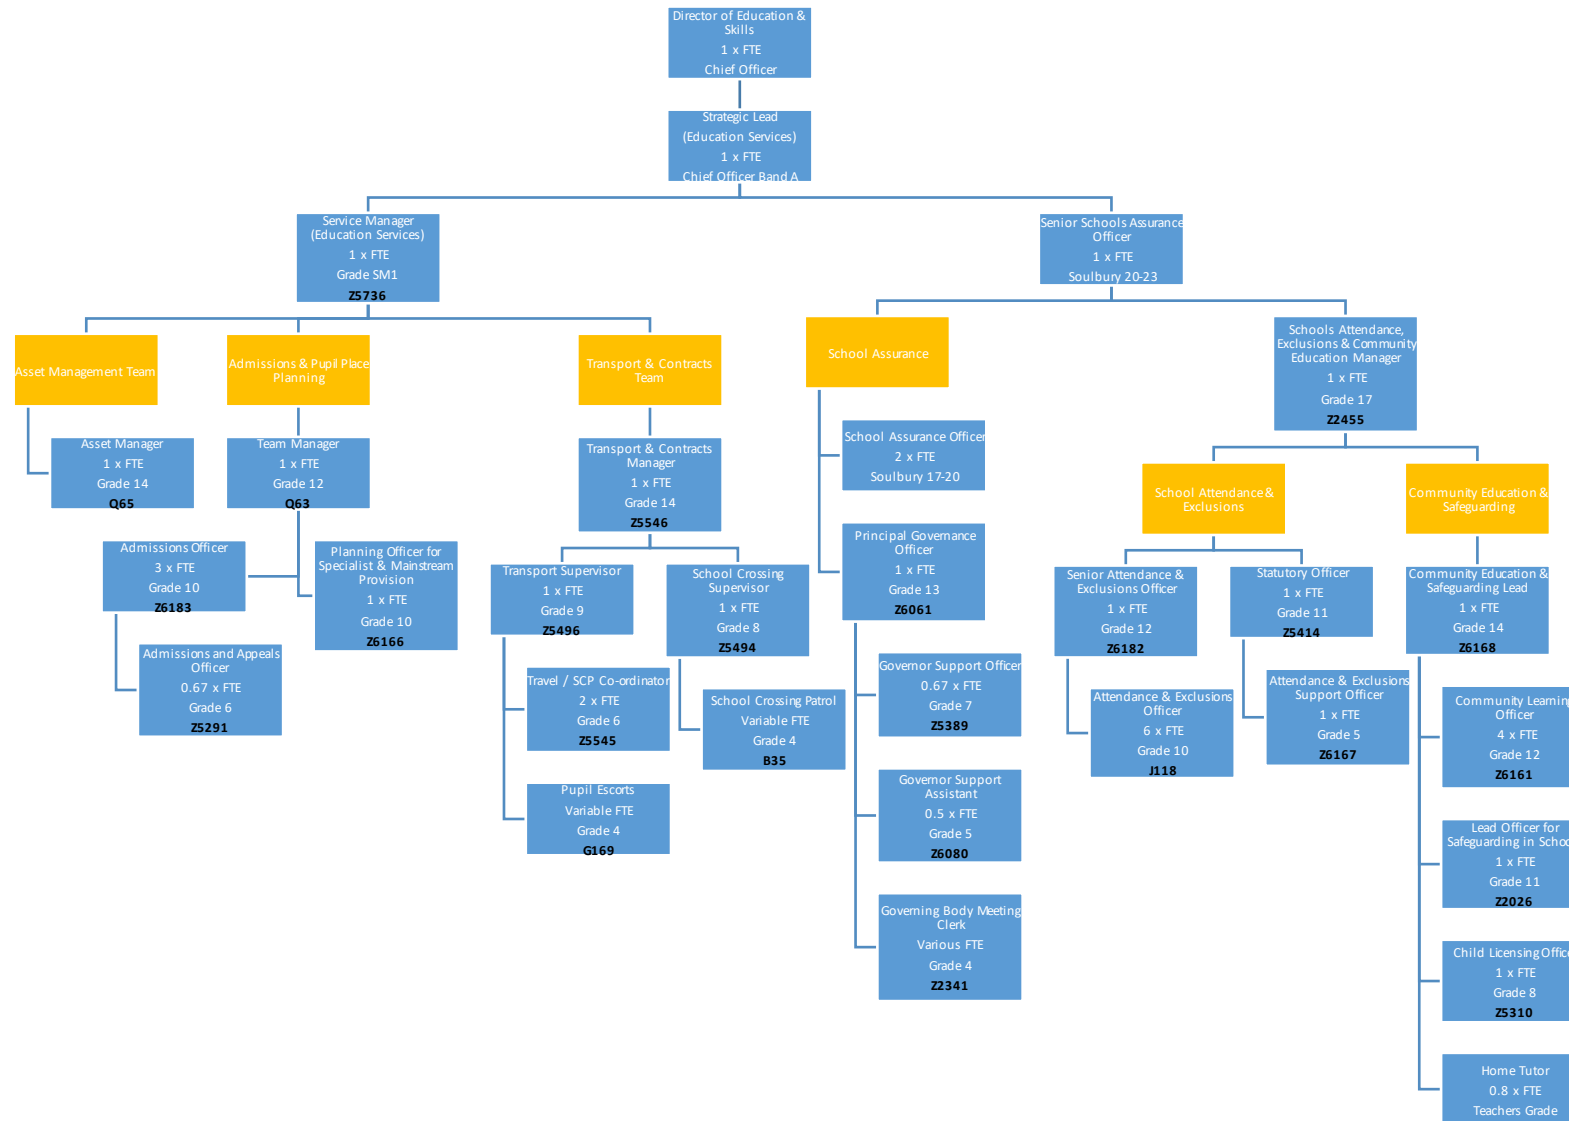 Director of Education &
Skills
1 x FTE
Chief Officer
Strategic Lead
(Education Services)
1 x FTE
Chief Officer Band A
Service Manager
(Education Services)
1 x FTE
Grade SM1
Z5736
Senior Schools Assurance
Officer
1 x FTE
Soulbury 20-23
Asset Management Team
Admissions & Pupil Place
Planning
Transport & Contracts
Team
School Assurance
Schools Attendance,
Exclusions & Community
Education Manager
1 x FTE
Grade 17
Z2455
Asset Manager
1 x FTE
Grade 14
Q65
Team Manager
1 x FTE
Grade 12
Q63
Transport & Contracts
Manager
1 x FTE
Grade 14
Z5546
School Assurance Officer
2 x FTE
Soulbury 17-20
School Attendance &
Exclusions
Community Education &
Safeguarding
Admissions Officer
3 x FTE
Grade 10
Z6183
Planning Officer for
Specialist & Mainstream
Provision
1 x FTE
Grade 10
Z6166
Transport Supervisor
1 x FTE
Grade 9
Z5496
School Crossing
Supervisor
1 x FTE
Grade 8
Z5494
Principal Governance
Officer
1 x FTE
Grade 13
Z6061
Senior Attendance &
Exclusions Officer
1 x FTE
Grade 12
Z6182
Statutory Officer
1 x FTE
Grade 11
Z5414
Community Education &
Safeguarding Lead
1 x FTE
Grade 14
Z6168
Admissions and Appeals
Officer
0.67 x FTE
Grade 6
Z5291
Travel / SCP Co-ordinator
2 x FTE
Grade 6
Z5545
School Crossing Patrol
Variable FTE
Grade 4
B35
Governor Support Officer
0.67 x FTE
Grade 7
Z5389
Attendance & Exclusions
Officer
6 x FTE
Grade 10
J118
Attendance & Exclusions
Support Officer
1 x FTE
Grade 5
Z6167
Community Learning
Officer
4 x FTE
Grade 12
Z6161
Pupil Escorts
Variable FTE
Grade 4
G169
Governor Support
Assistant
0.5 x FTE
Grade 5
Z6080
Lead Officer for
Safeguarding in
1 x FTE
Grade 11
Z2026
Governing Body Meeting
Clerk
Various FTE
Grade 4
Z2341
Child Licensing
1 x FTE
Grade 8
Z5310
Home Tutor
0.8 x FTE
Teachers Grade